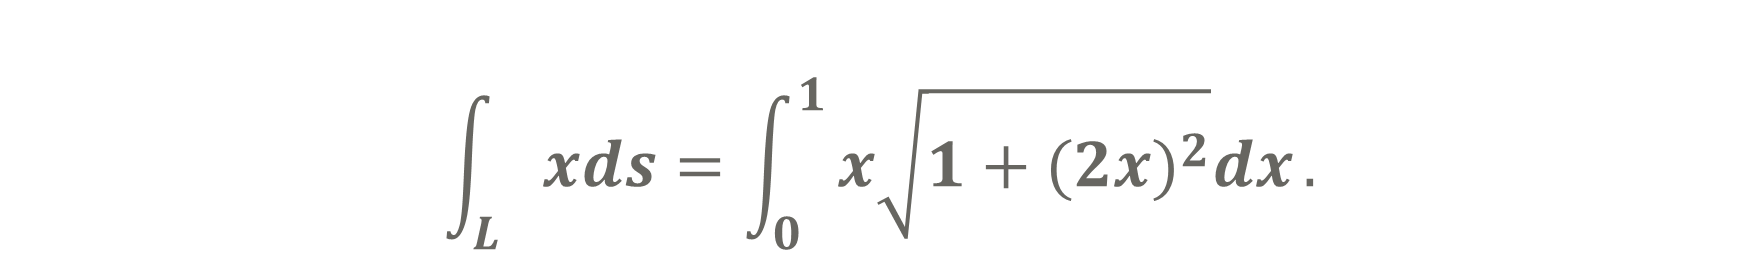 ∫_L xds = ∫_0^1 x√(1 + (2x)^2) dx.